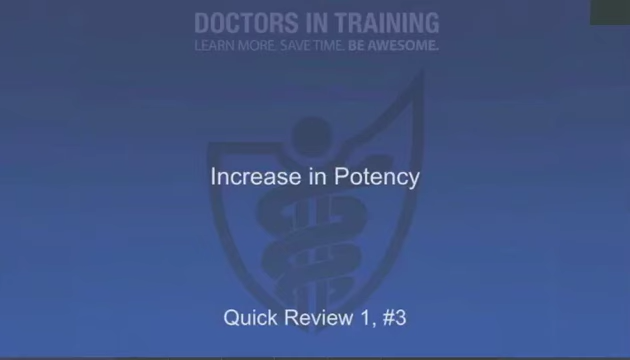 DOCTORS IN TRAINING
LEARN MORE. SAVE TIME. BE AWESOME.
Increase in Potency
Quick Review 1, #3